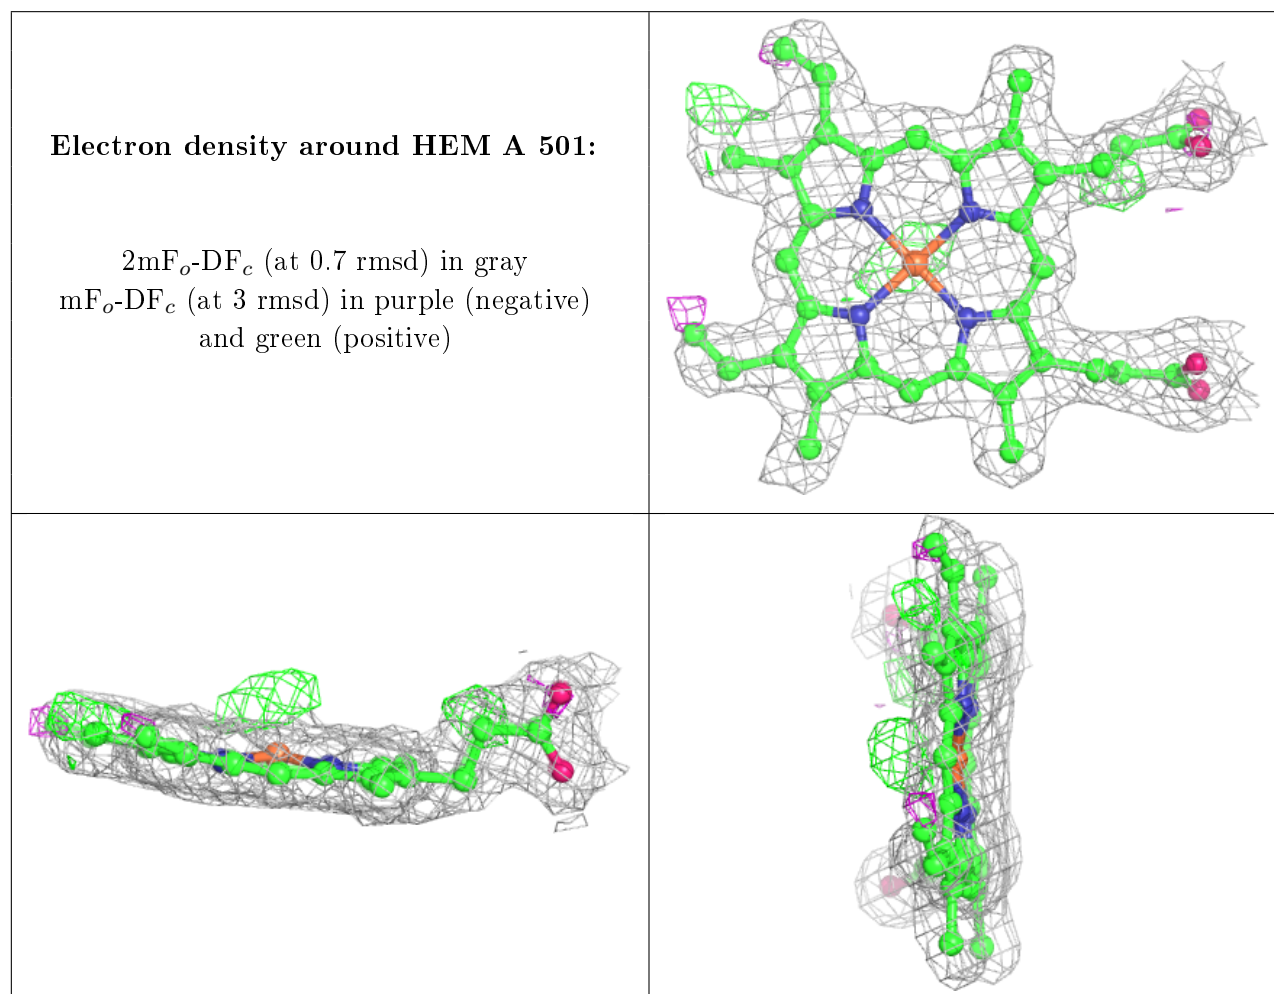 Electron density around HEM A 501:
2mFₒ-DF𝒸 (at 0.7 rmsd) in gray
mFₒ-DF𝒸 (at 3 rmsd) in purple (negative)
and green (positive)